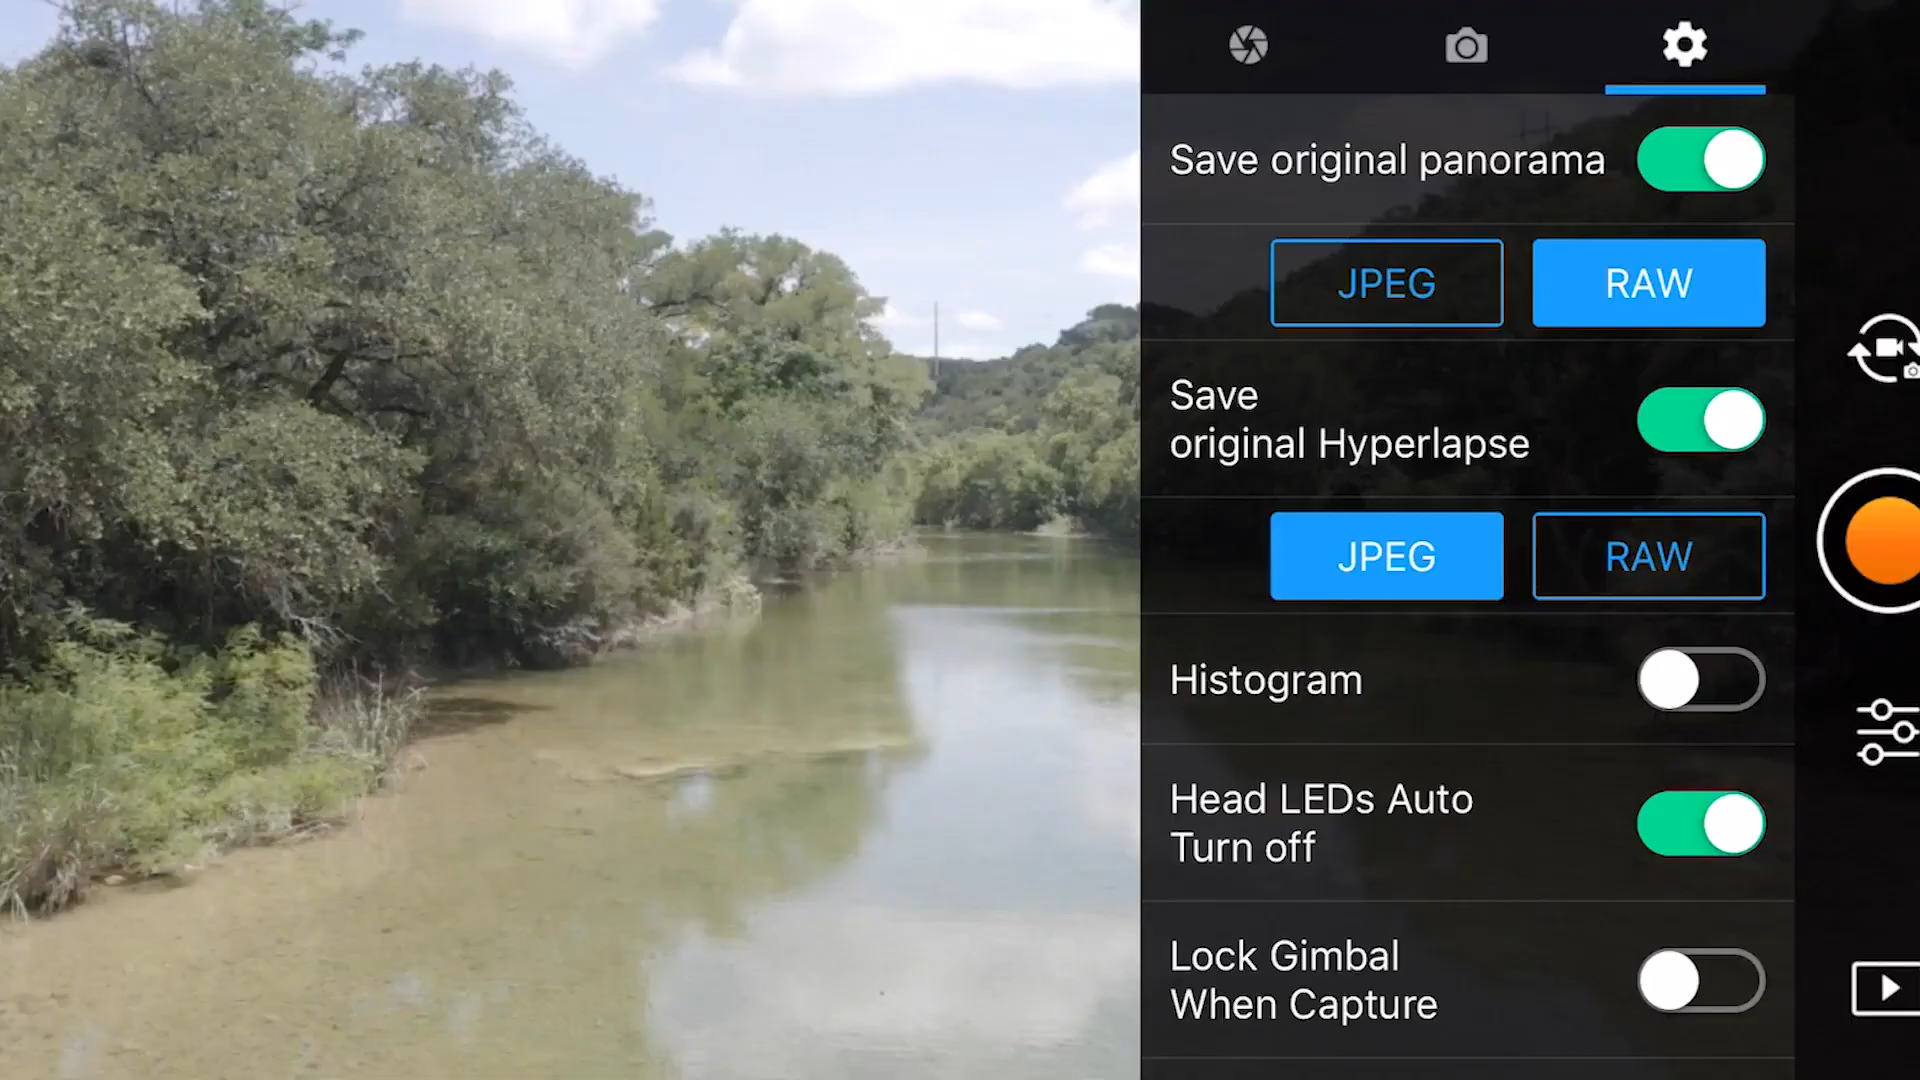 Save original panorama
JPEG RAW
Save
original Hyperlapse
JPEG RAW
Histogram
Head LEDs Auto
Turn off
Lock Gimbal
When Capture